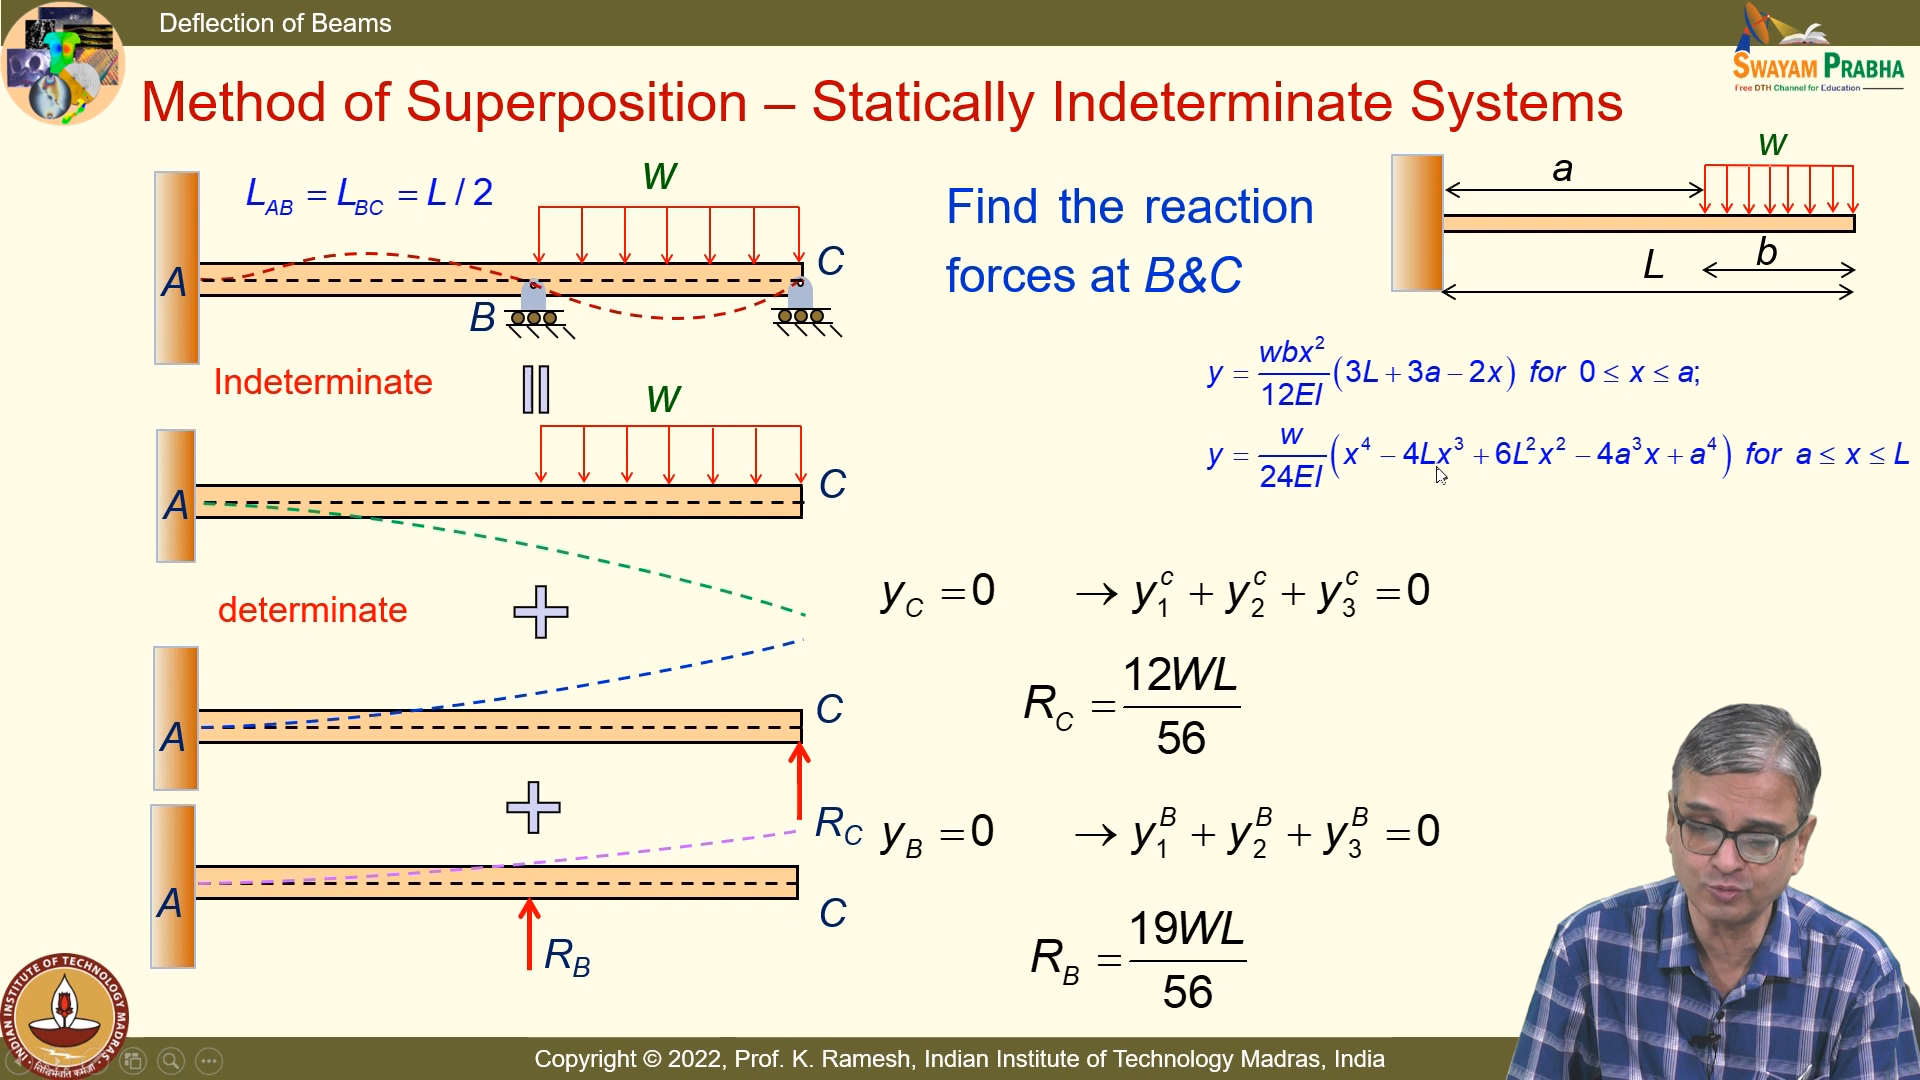 Deflection of Beams
SWAYAM PRABHA
Free DTH Channel for Education
Method of Superposition – Statically Indeterminate Systems
L_AB = L_BC = L / 2
w
A
B
C
Indeterminate
Find the reaction
forces at B&C
w
a
b
L
y = wbx²/12EI (3L + 3a − 2x) for 0 ≤ x ≤ a;
y = w/24EI (x⁴ − 4Lx³ + 6L²x² − 4a³x + a⁴) for a ≤ x ≤ L
w
A
C
determinate
y_C = 0 → y₁ᶜ + y₂ᶜ + y₃ᶜ = 0
R_C = 12WL/56
A
C
R_C
y_B = 0 → y₁ᴮ + y₂ᴮ + y₃ᴮ = 0
R_B = 19WL/56
A
C
R_B
INDIAN INSTITUTE OF TECHNOLOGY MADRAS
Copyright © 2022, Prof. K. Ramesh, Indian Institute of Technology Madras, India